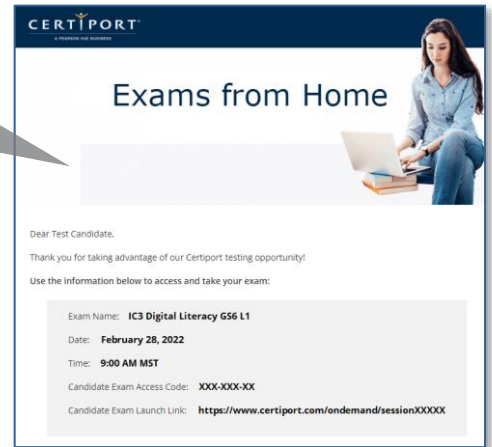 CERTIPORT
A PEARSON VUE BUSINESS
Exams from Home
Dear Test Candidate,
Thank you for taking advantage of our Certiport testing opportunity!
Use the information below to access and take your exam:
Exam Name: IC3 Digital Literacy GS6 L1
Date: February 28, 2022
Time: 9:00 AM MST
Candidate Exam Access Code: XXX-XXX-XX
Candidate Exam Launch Link: https://www.certiport.com/ondemand/sessionXXXXX